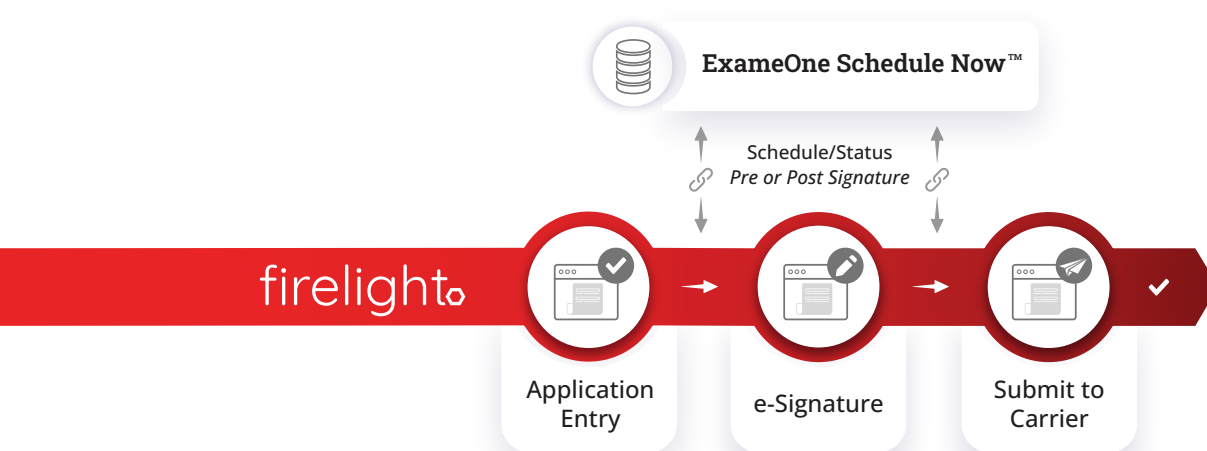 ExameOne Schedule Now™
Schedule/Status
Pre or Post Signature
firelight
Application
Entry
e-Signature
Submit to
Carrier